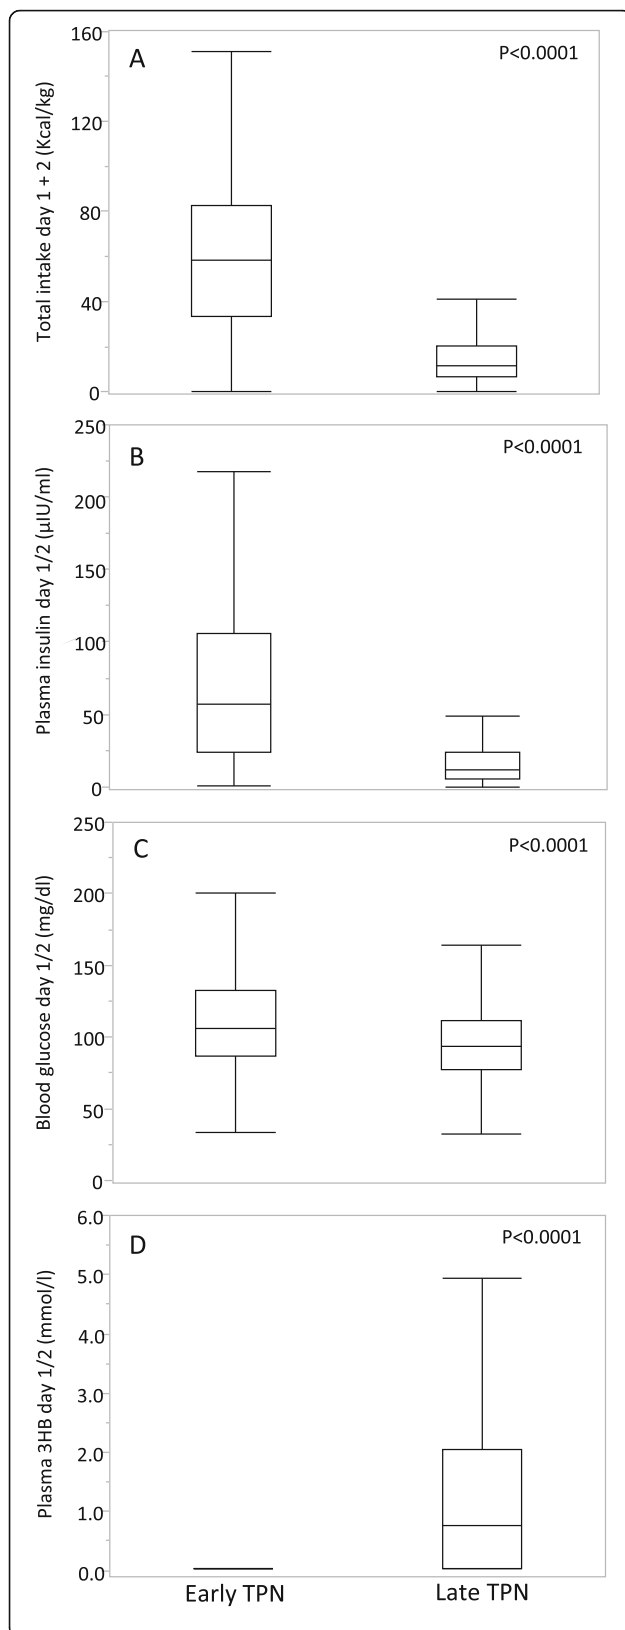 A
P<0.0001
Total intake day 1 + 2 (Kcal/kg)
160
120
80
40
0
B
P<0.0001
Plasma insulin day 1/2 (µIU/ml)
250
200
150
100
50
0
C
P<0.0001
Blood glucose day 1/2 (mg/dl)
250
200
150
100
50
0
D
P<0.0001
Plasma 3HB day 1/2 (mmol/l)
6.0
5.0
4.0
3.0
2.0
1.0
0.0
Early TPN
Late TPN